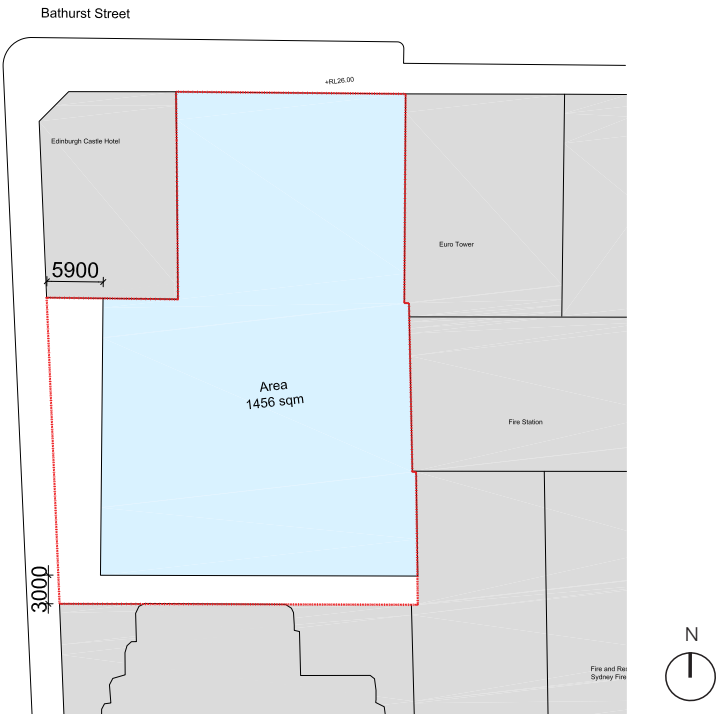 Bathurst Street
+RL26.00
Edinburgh Castle Hotel
Euro Tower
5900
Area
1456 sqm
Fire Station
3000
N
Fire and Res
Sydney Fire